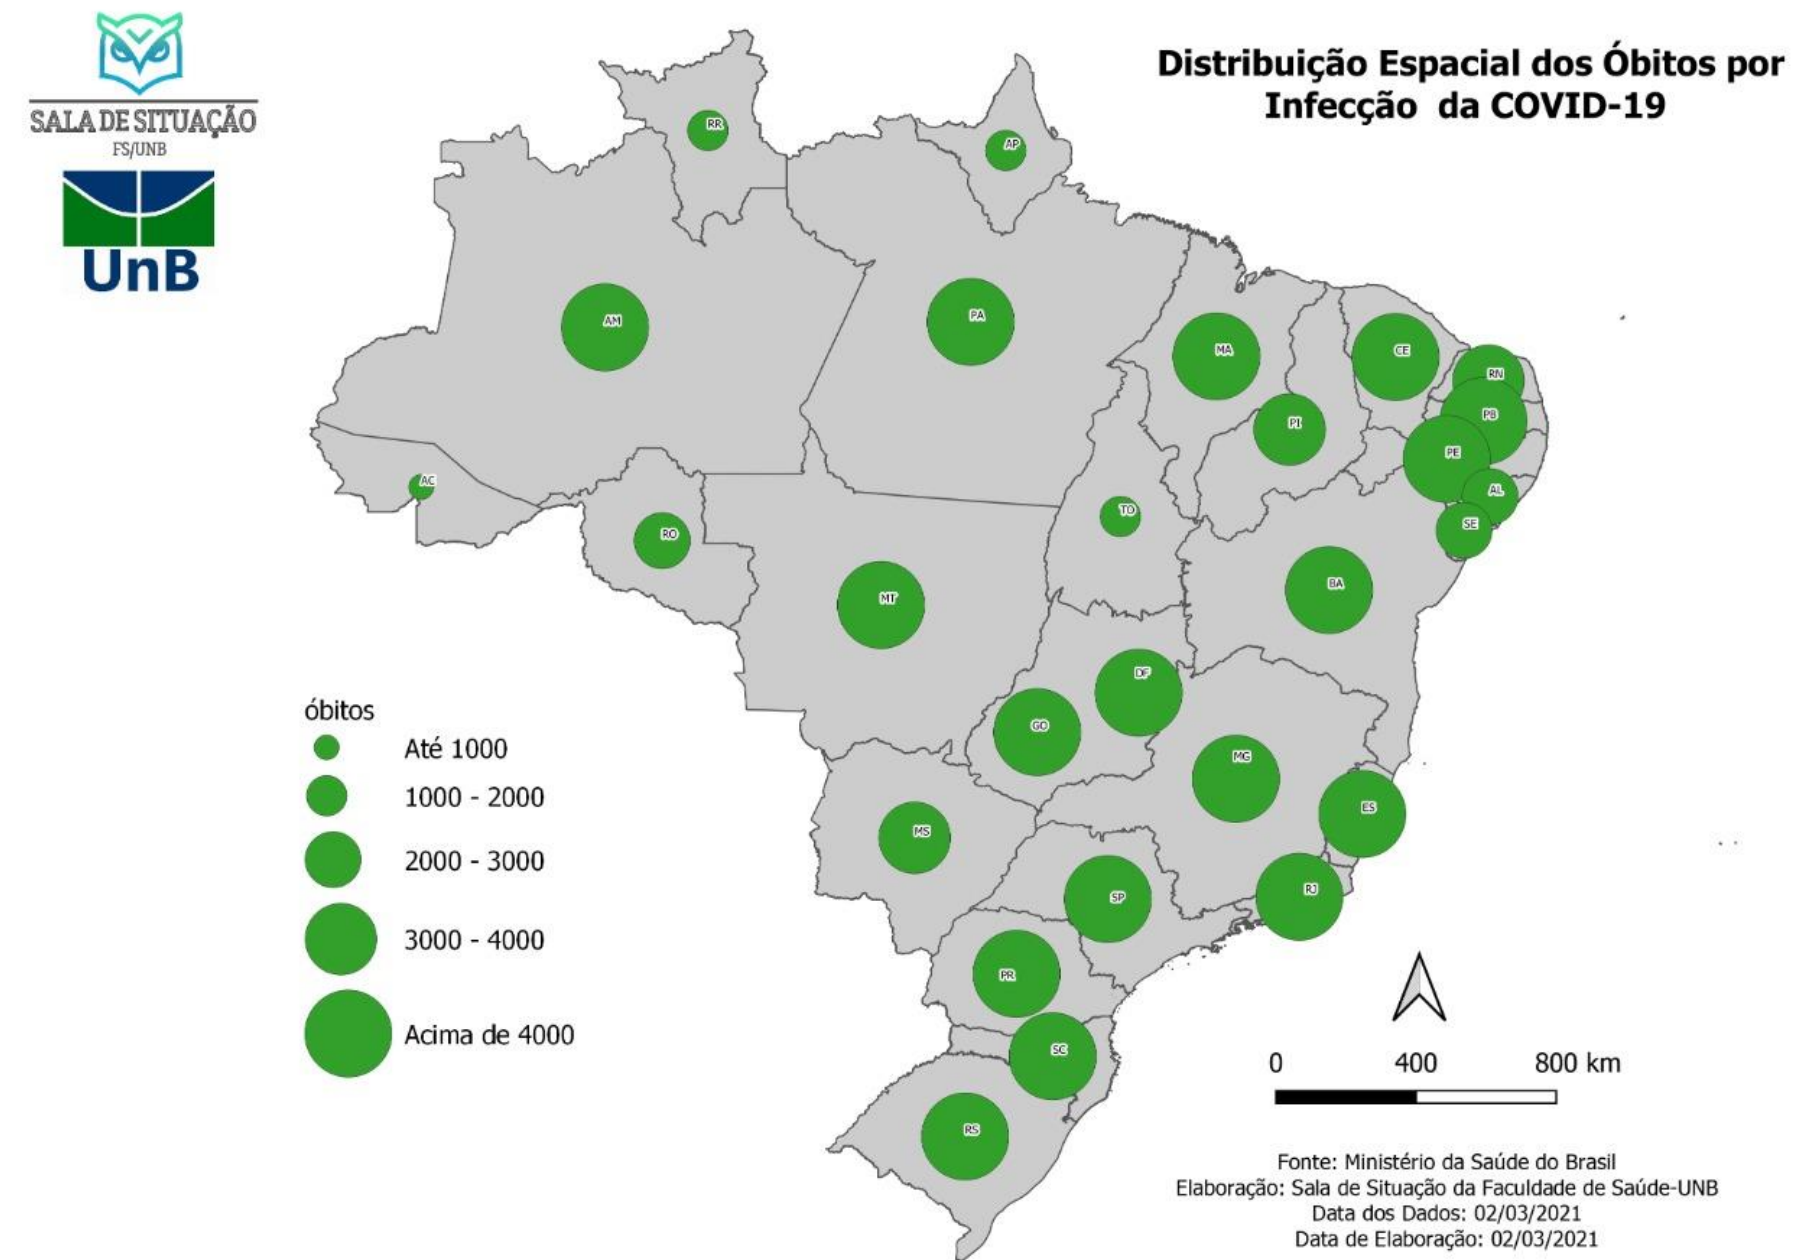 SALA DE SITUAÇÃO
FS/UNB
UnB
Distribuição Espacial dos Óbitos por
Infecção da COVID-19
RR
AP
AM
PA
MA
CE
RN
PB
PI
PE
AC
AL
TO
SE
RO
BA
MT
DF
GO
MG
ES
MS
RJ
SP
PR
SC
RS
óbitos
Até 1000
1000 - 2000
2000 - 3000
3000 - 4000
Acima de 4000
0 400 800 km
Fonte: Ministério da Saúde do Brasil
Elaboração: Sala de Situação da Faculdade de Saúde-UNB
Data dos Dados: 02/03/2021
Data de Elaboração: 02/03/2021